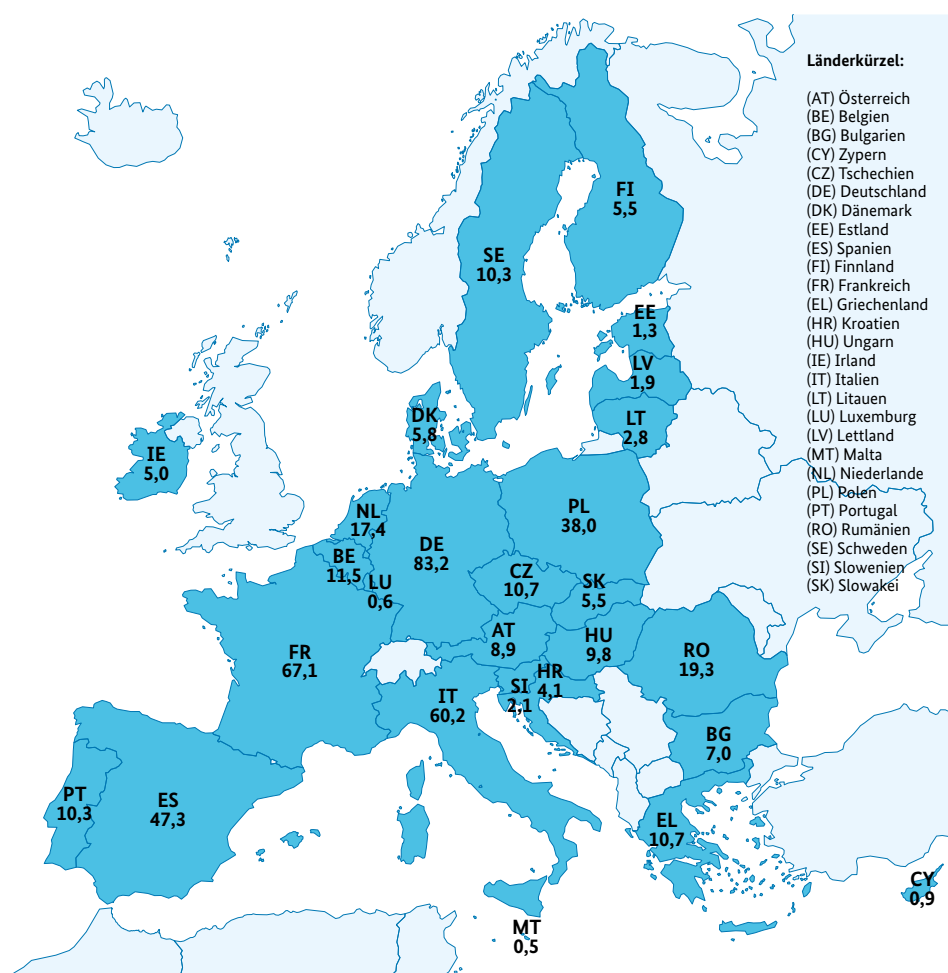 Länderkürzel:
(AT) Österreich
(BE) Belgien
(BG) Bulgarien
(CY) Zypern
(CZ) Tschechien
(DE) Deutschland
(DK) Dänemark
(EE) Estland
(ES) Spanien
(FI) Finnland
(FR) Frankreich
(EL) Griechenland
(HR) Kroatien
(HU) Ungarn
(IE) Irland
(IT) Italien
(LT) Litauen
(LU) Luxemburg
(LV) Lettland
(MT) Malta
(NL) Niederlande
(PL) Polen
(PT) Portugal
(RO) Rumänien
(SE) Schweden
(SI) Slowenien
(SK) Slowakei
FI
5,5
SE
10,3
EE
1,3
LV
1,9
LT
2,8
DK
5,8
IE
5,0
NL
17,4
PL
38,0
DE
83,2
BE
11,5
LU
0,6
CZ
10,7
SK
5,5
AT
8,9
HU
9,8
FR
67,1
RO
19,3
HR
4,1
SI
2,1
IT
60,2
BG
7,0
PT
10,3
ES
47,3
EL
10,7
CY
0,9
MT
0,5